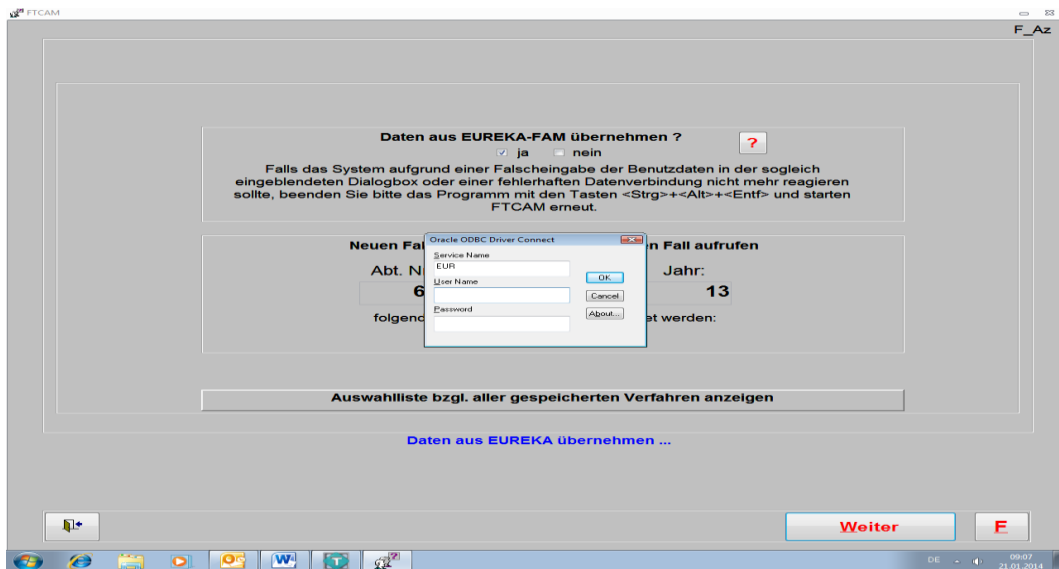 FTCAM
F_Az
Daten aus EUREKA-FAM übernehmen ?
ja nein
?
Falls das System aufgrund einer Falscheingabe der Benutzdaten in der sogleich
eingeblendeten Dialogbox oder einer fehlerhaften Datenverbindung nicht mehr reagieren
sollte, beenden Sie bitte das Programm mit den Tasten <Strg>+<Alt>+<Entf> und starten
FTCAM erneut.
Neuen Fal
n Fall aufrufen
Oracle ODBC Driver Connect
Service Name
EUR
User Name
Password
OK
Cancel
About...
Abt. N
Jahr:
6
13
folgend
et werden:
Auswahlliste bzgl. aller gespeicherten Verfahren anzeigen
Daten aus EUREKA übernehmen ...
Weiter
F
DE
09:07
21.01.2014